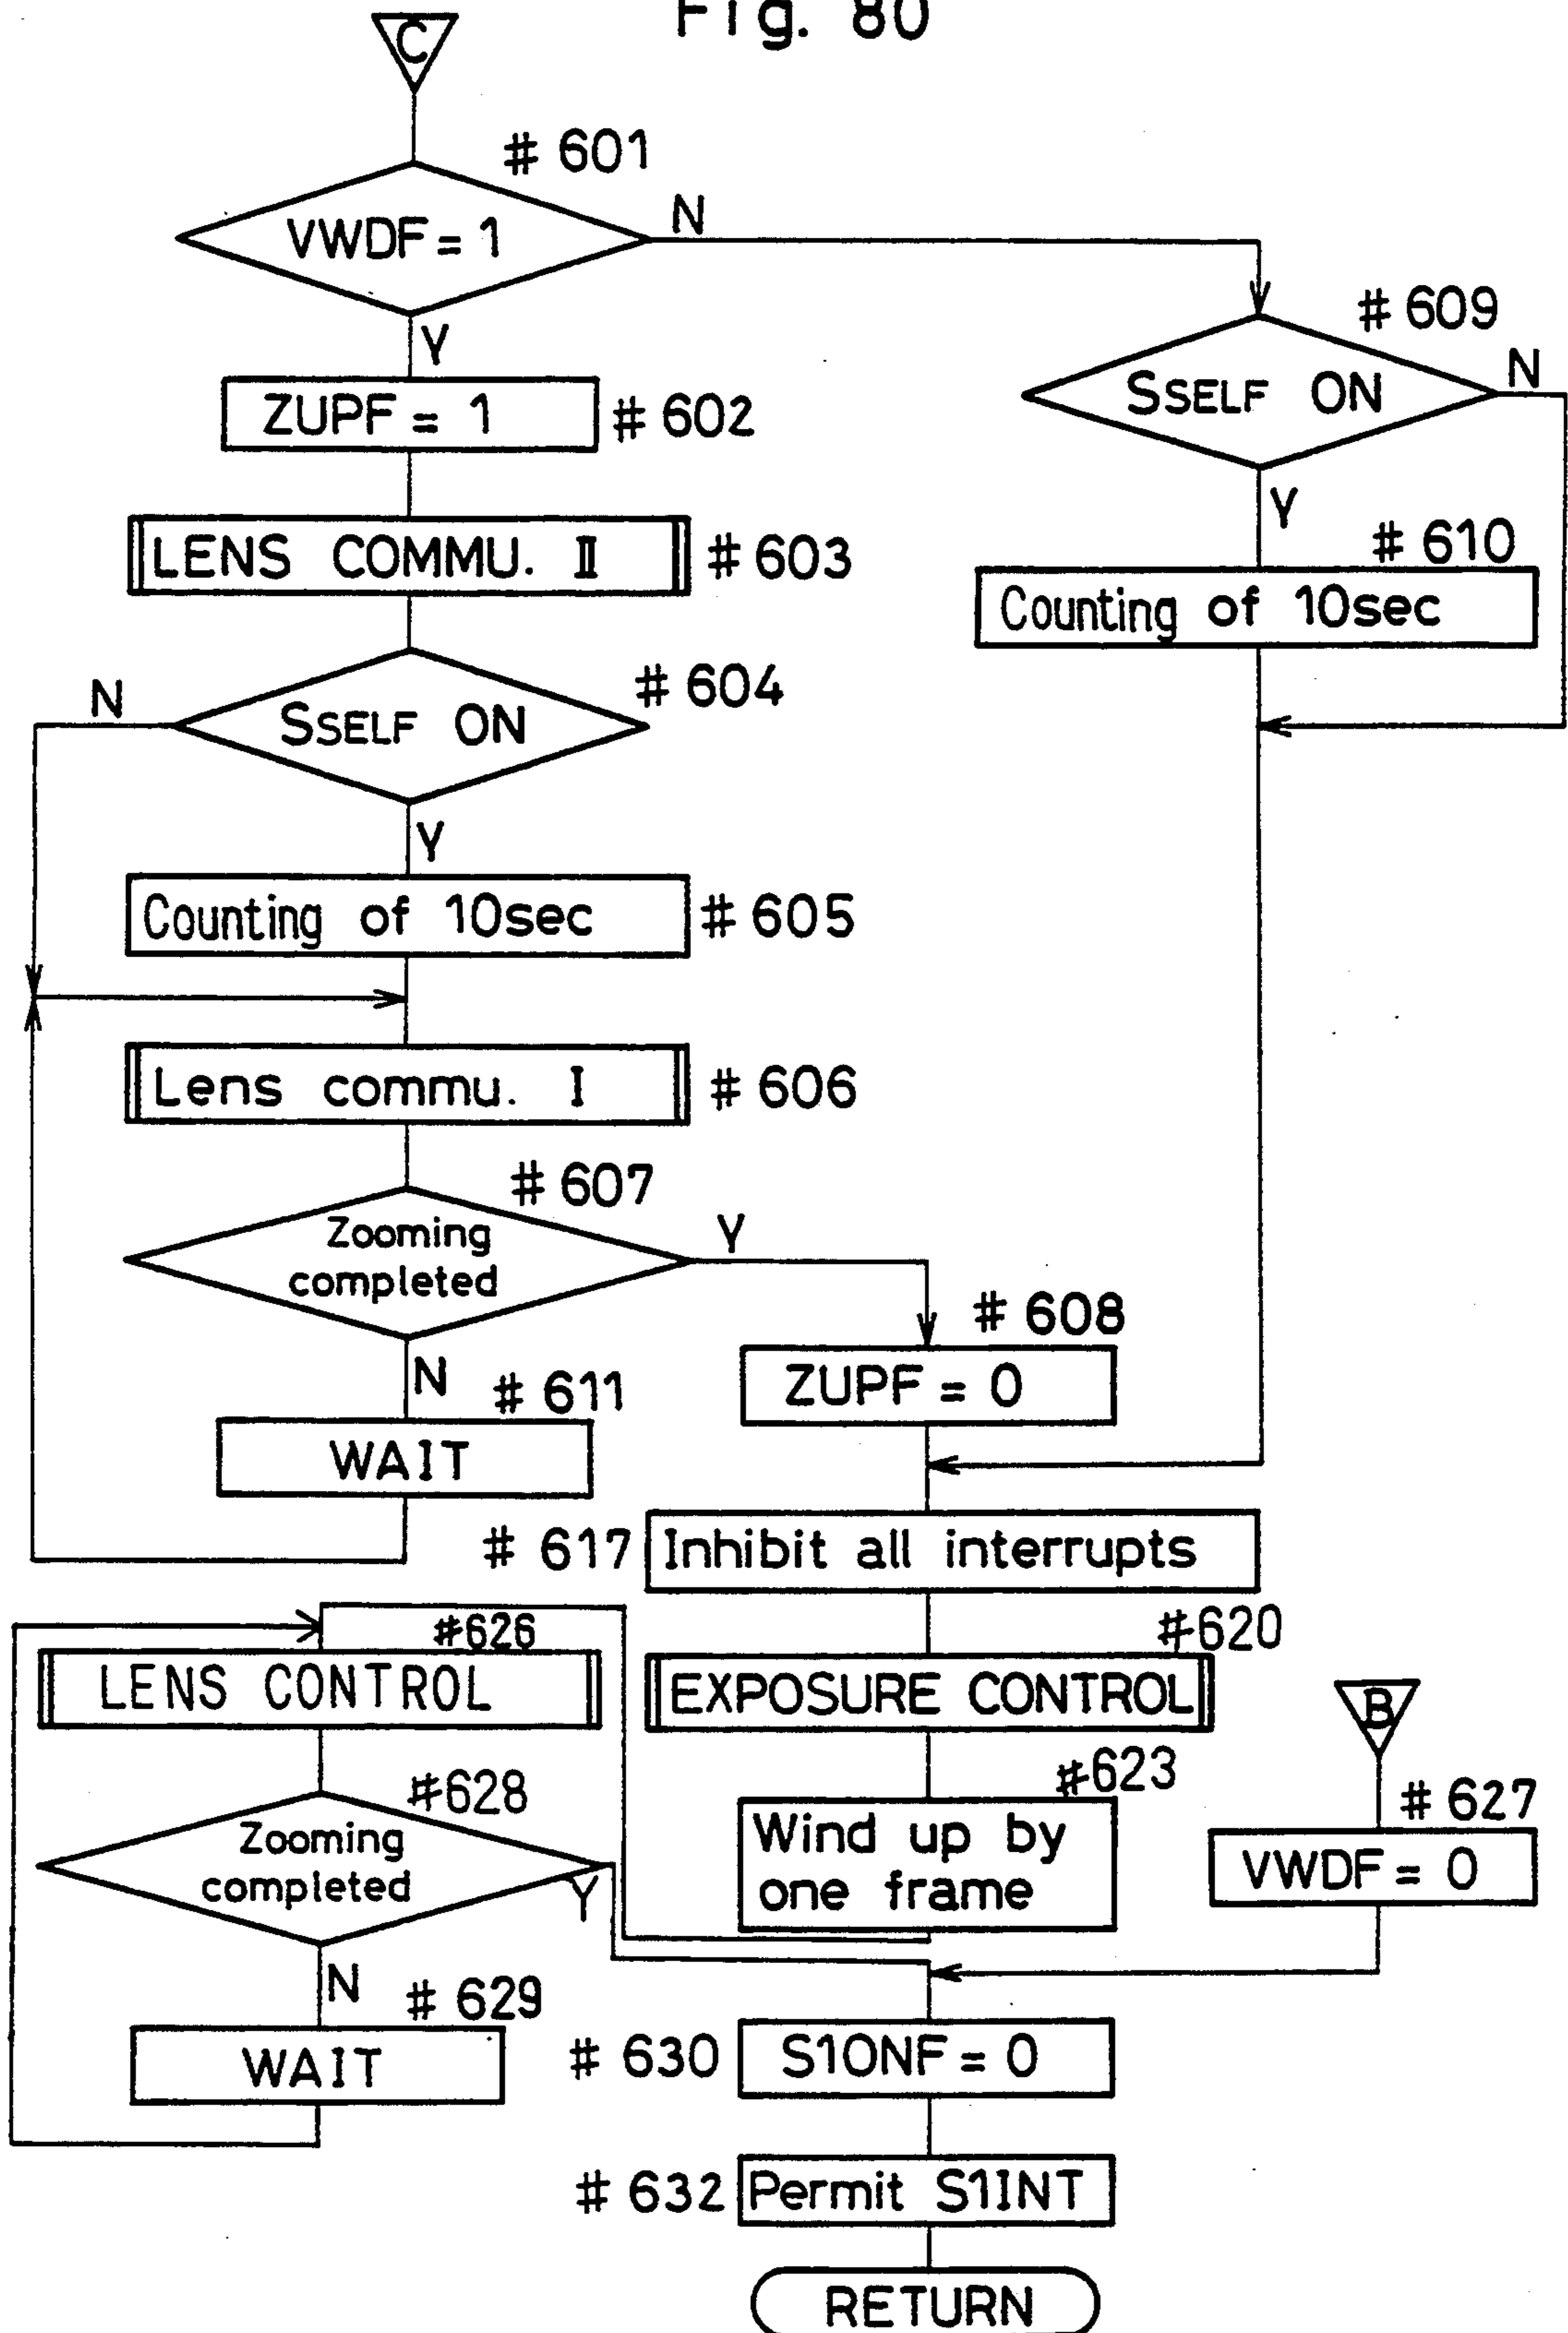 Fig. 80
C
# 601
VWDF = 1
N
Y
# 609
SSELF ON
N
Y
ZUPF = 1
# 602
# 610
Counting of 10sec
LENS COMMU. II
# 603
# 604
N
SSELF ON
Y
Counting of 10sec
# 605
Lens commu. I
# 606
# 607
Zooming
completed
Y
N
# 608
ZUPF = 0
# 611
WAIT
# 617
Inhibit all interrupts
#620
EXPOSURE CONTROL
#626
LENS CONTROL
#623
Wind up by
one frame
B
# 627
VWDF = 0
#628
Zooming
completed
Y
N
# 629
WAIT
# 630
S1ONF = 0
# 632
Permit S1INT
RETURN